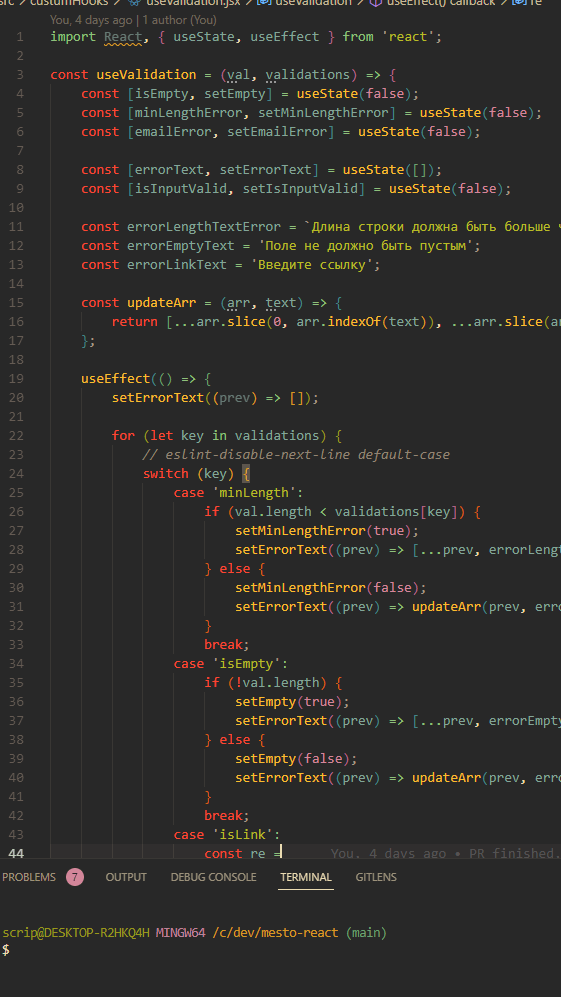 src > custumHooks > useValidation.jsx > useValidation > useEffect() callback > re
You, 4 days ago | 1 author (You)
1 import React, { useState, useEffect } from 'react';
2
3 const useValidation = (val, validations) => {
4 const [isEmpty, setEmpty] = useState(false);
5 const [minLengthError, setMinLengthError] = useState(false);
6 const [emailError, setEmailError] = useState(false);
7
8 const [errorText, setErrorText] = useState([]);
9 const [isInputValid, setIsInputValid] = useState(false);
10
11 const errorLengthTextError = `Длина строки должна быть больше
12 const errorEmptyText = 'Поле не должно быть пустым';
13 const errorLinkText = 'Введите ссылку';
14
15 const updateArr = (arr, text) => {
16 return [...arr.slice(0, arr.indexOf(text)), ...arr.slice(
17 };
18
19 useEffect(() => {
20 setErrorText((prev) => []);
21
22 for (let key in validations) {
23 // eslint-disable-next-line default-case
24 switch (key) {
25 case 'minLength':
26 if (val.length < validations[key]) {
27 setMinLengthError(true);
28 setErrorText((prev) => [...prev, errorLeng
29 } else {
30 setMinLengthError(false);
31 setErrorText((prev) => updateArr(prev, erro
32 }
33 break;
34 case 'isEmpty':
35 if (!val.length) {
36 setEmpty(true);
37 setErrorText((prev) => [...prev, errorEmpty
38 } else {
39 setEmpty(false);
40 setErrorText((prev) => updateArr(prev, erro
41 }
42 break;
43 case 'isLink':
44 const re = You, 4 days ago • PR finished.
PROBLEMS 7 OUTPUT DEBUG CONSOLE TERMINAL GITLENS
scrip@DESKTOP-R2HKQ4H MINGW64 /c/dev/mesto-react (main)
$